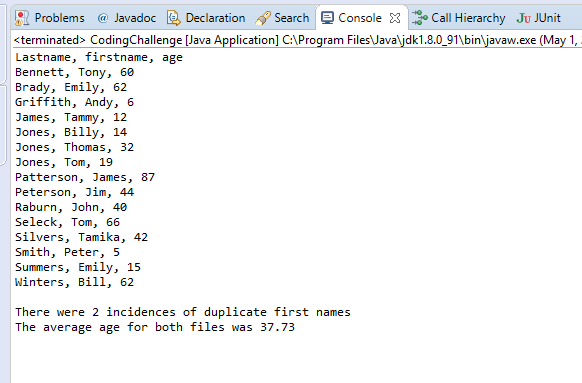 Problems @ Javadoc Declaration Search Console Call Hierarchy JU JUnit
<terminated> CodingChallenge [Java Application] C:\Program Files\Java\jdk1.8.0_91\bin\javaw.exe (May 1,
Lastname, firstname, age
Bennett, Tony, 60
Brady, Emily, 62
Griffith, Andy, 6
James, Tammy, 12
Jones, Billy, 14
Jones, Thomas, 32
Jones, Tom, 19
Patterson, James, 87
Peterson, Jim, 44
Raburn, John, 40
Seleck, Tom, 66
Silvers, Tamika, 42
Smith, Peter, 5
Summers, Emily, 15
Winters, Bill, 62
There were 2 incidences of duplicate first names
The average age for both files was 37.73